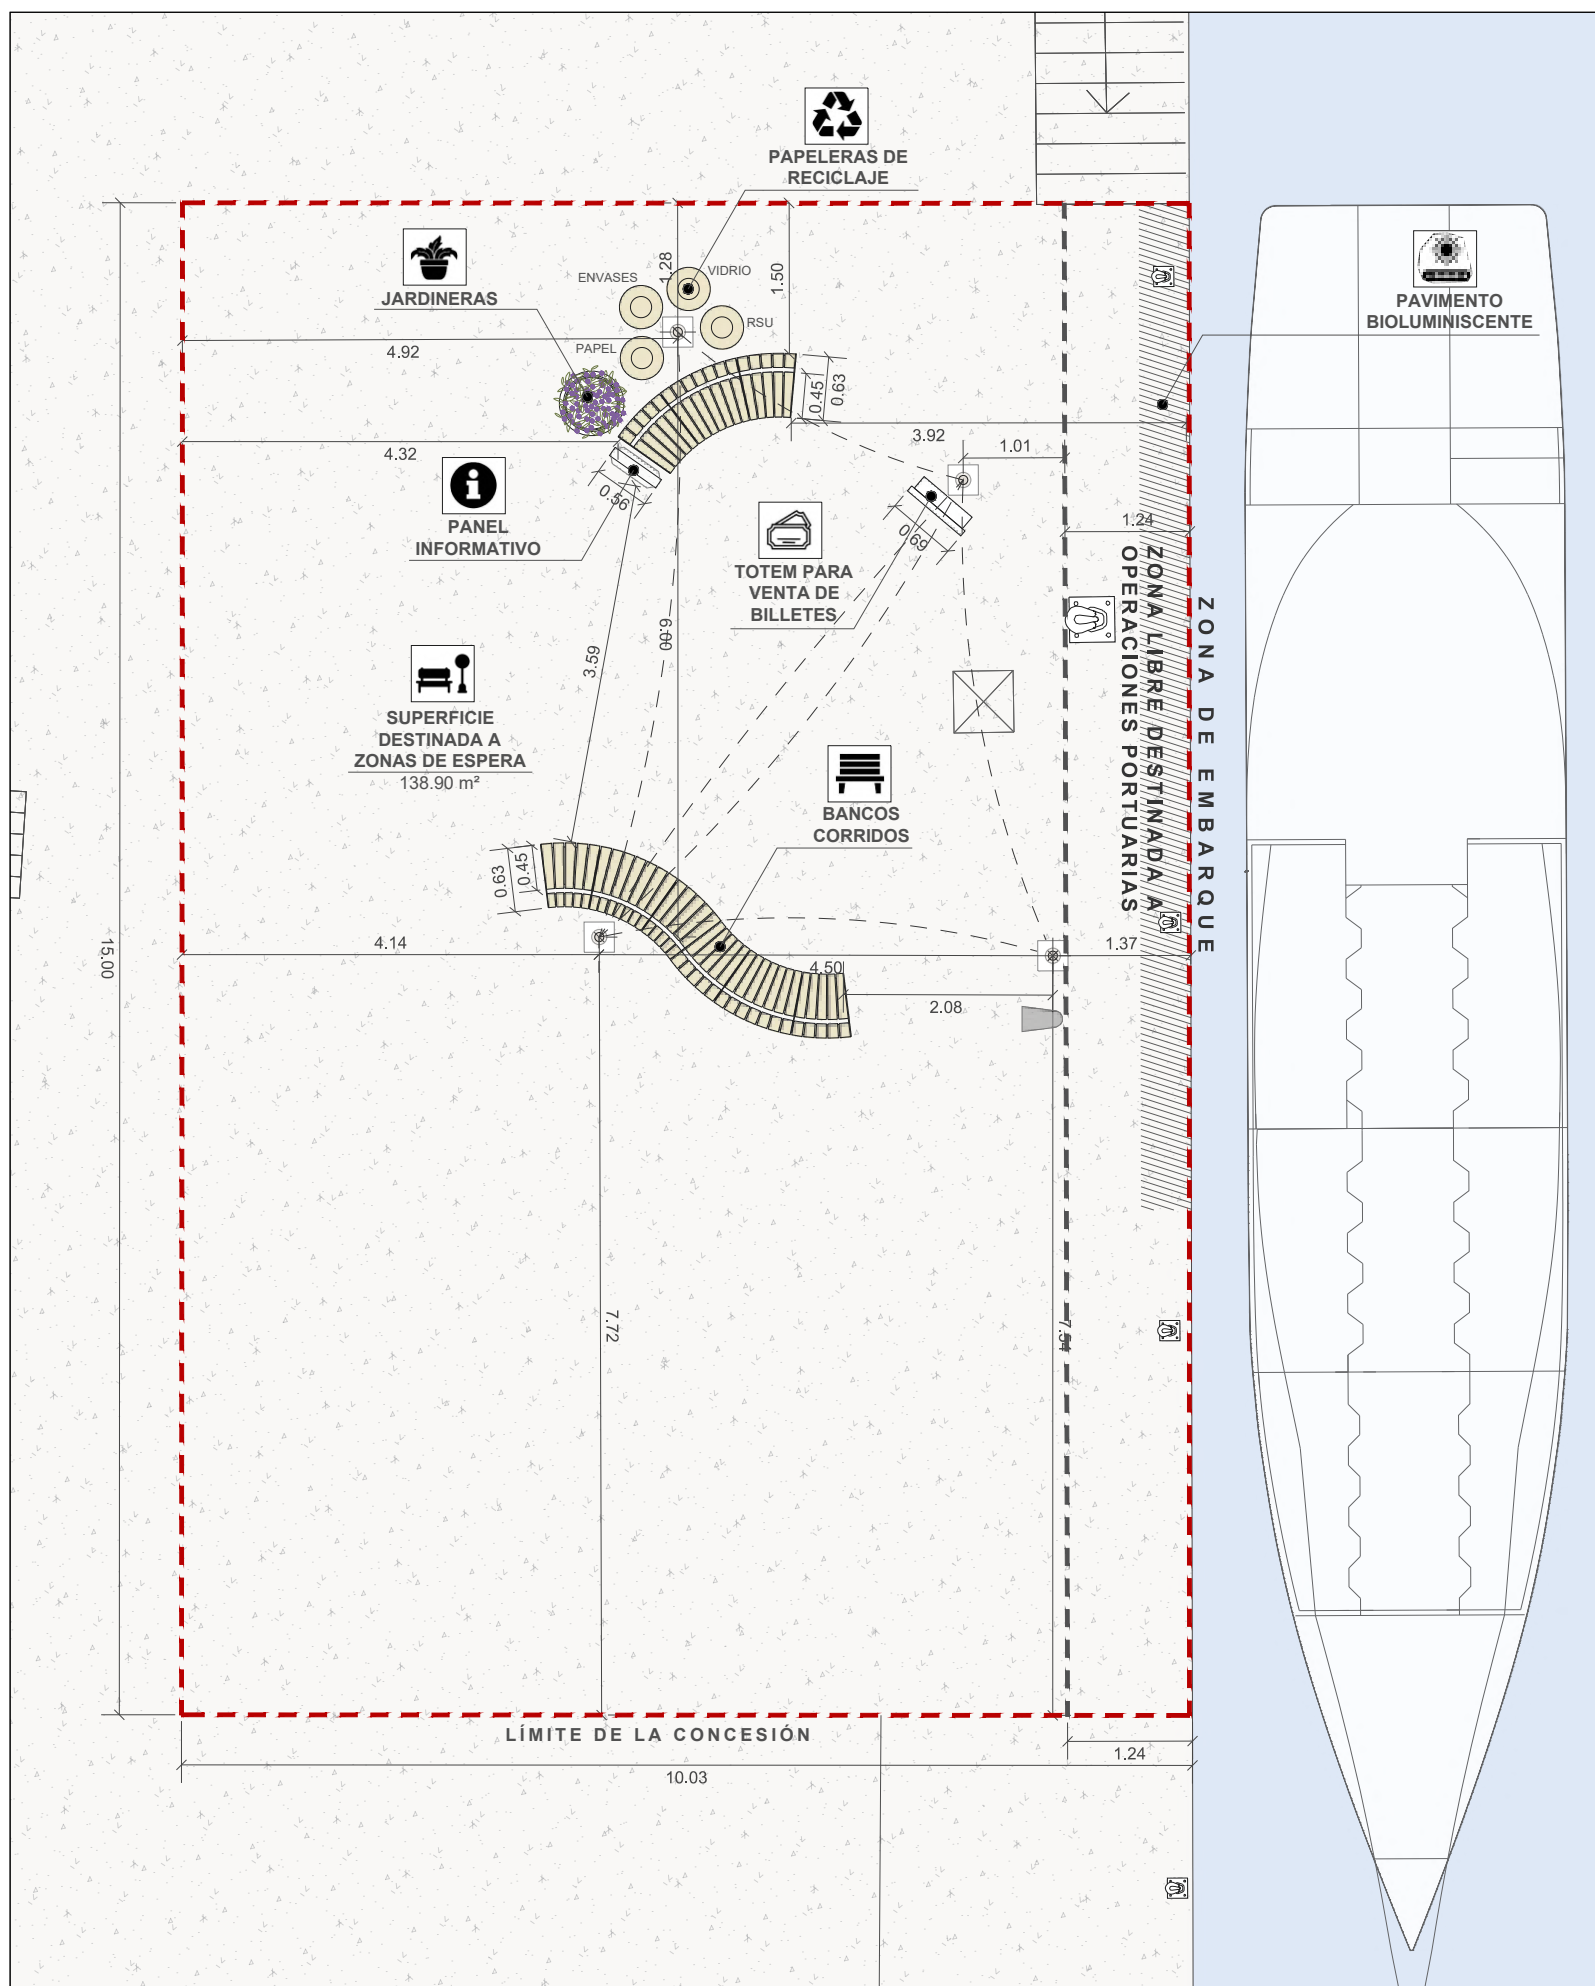 PAPELERAS DE
RECICLAJE
JARDINERAS
ENVASES
VIDRIO
RSU
PAPEL
1.28
1.50
4.92
0.45
0.63
PAVIMENTO
BIOLUMINISCENTE
4.32
3.92
1.01
0.56
PANEL
INFORMATIVO
0.69
1.24
TOTEM PARA
VENTA DE
BILLETES
3.59
6.00
ZONA LIBRE DESTINADA A
OPERACIONES PORTUARIAS
ZONA DE EMBARQUE
SUPERFICIE
DESTINADA A
ZONAS DE ESPERA
138.90 m²
BANCOS
CORRIDOS
0.63
0.45
15.00
4.14
4.50
1.37
2.08
7.72
7.54
LÍMITE DE LA CONCESIÓN
1.24
10.03